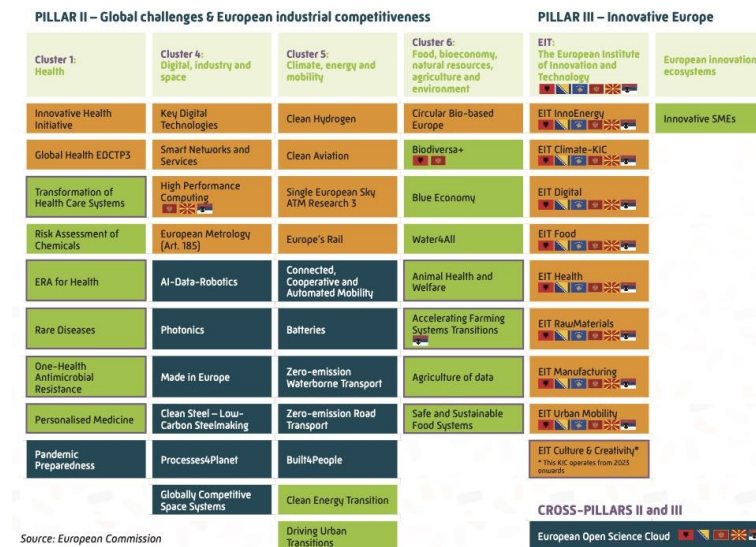 PILLAR II – Global challenges & European industrial competitiveness
PILLAR III – Innovative Europe
Cluster 1:
Health
Cluster 4:
Digital, industry and
space
Cluster 5:
Climate, energy and
mobility
Cluster 6:
Food, bioeconomy,
natural resources,
agriculture and
environment
EIT:
The European Institute
of Innovation and
Technology
European innovation
ecosystems
Innovative Health
Initiative
Key Digital
Technologies
Clean Hydrogen
Circular Bio-based
Europe
EIT InnoEnergy
Innovative SMEs
Global Health EDCTP3
Smart Networks and
Services
Clean Aviation
Biodiversa+
EIT Climate-KIC
Transformation of
Health Care Systems
High Performance
Computing
Single European Sky
ATM Research 3
Blue Economy
EIT Digital
Risk Assessment of
Chemicals
European Metrology
(Art. 185)
Europe's Rail
Water4All
EIT Food
ERA for Health
AI-Data-Robotics
Connected,
Cooperative and
Automated Mobility
Animal Health and
Welfare
EIT Health
Rare Diseases
Photonics
Batteries
Accelerating Farming
Systems Transitions
EIT RawMaterials
One-Health
Antimicrobial
Resistance
Made in Europe
Zero-emission
Waterborne Transport
Agriculture of data
EIT Manufacturing
Personalised Medicine
Clean Steel – Low-
Carbon Steelmaking
Zero-emission Road
Transport
Safe and Sustainable
Food Systems
EIT Urban Mobility
Pandemic
Preparedness
Processes4Planet
Built4People
EIT Culture & Creativity*
* This KIC operates from 2023
onwards
Globally Competitive
Space Systems
Clean Energy Transition
Driving Urban
Transitions
CROSS-PILLARS II and III
European Open Science Cloud
Source: European Commission